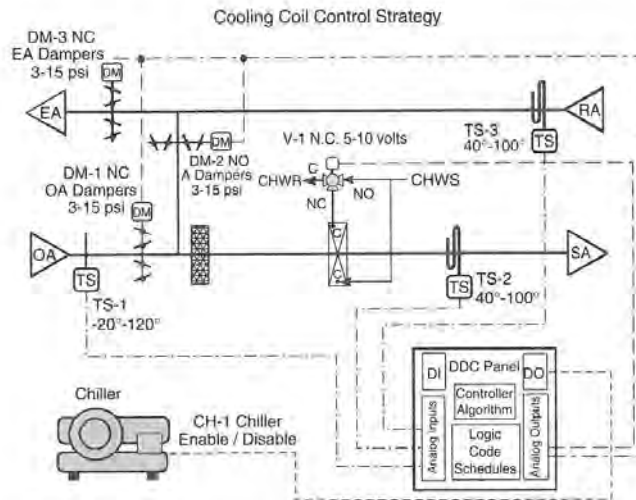 Cooling Coil Control Strategy
DM-3 NC
EA Dampers
3-15 psi
DM
EA
RA
TS-3
40°-100°
TS
DM
DM-2 NO
A Dampers
3-15 psi
V-1 N.C. 5-10 volts
C
CHWR
NO
CHWS
NC
DM-1 NC
OA Dampers
3-15 psi
DM
OA
C
C
SA
TS
TS-1
-20°-120°
TS
TS-2
40°-100°
DI
DDC Panel
DO
Analog Inputs
Controller
Algorithm
Logic
Code
Schedules
Analog Outputs
Chiller
CH-1 Chiller
Enable / Disable